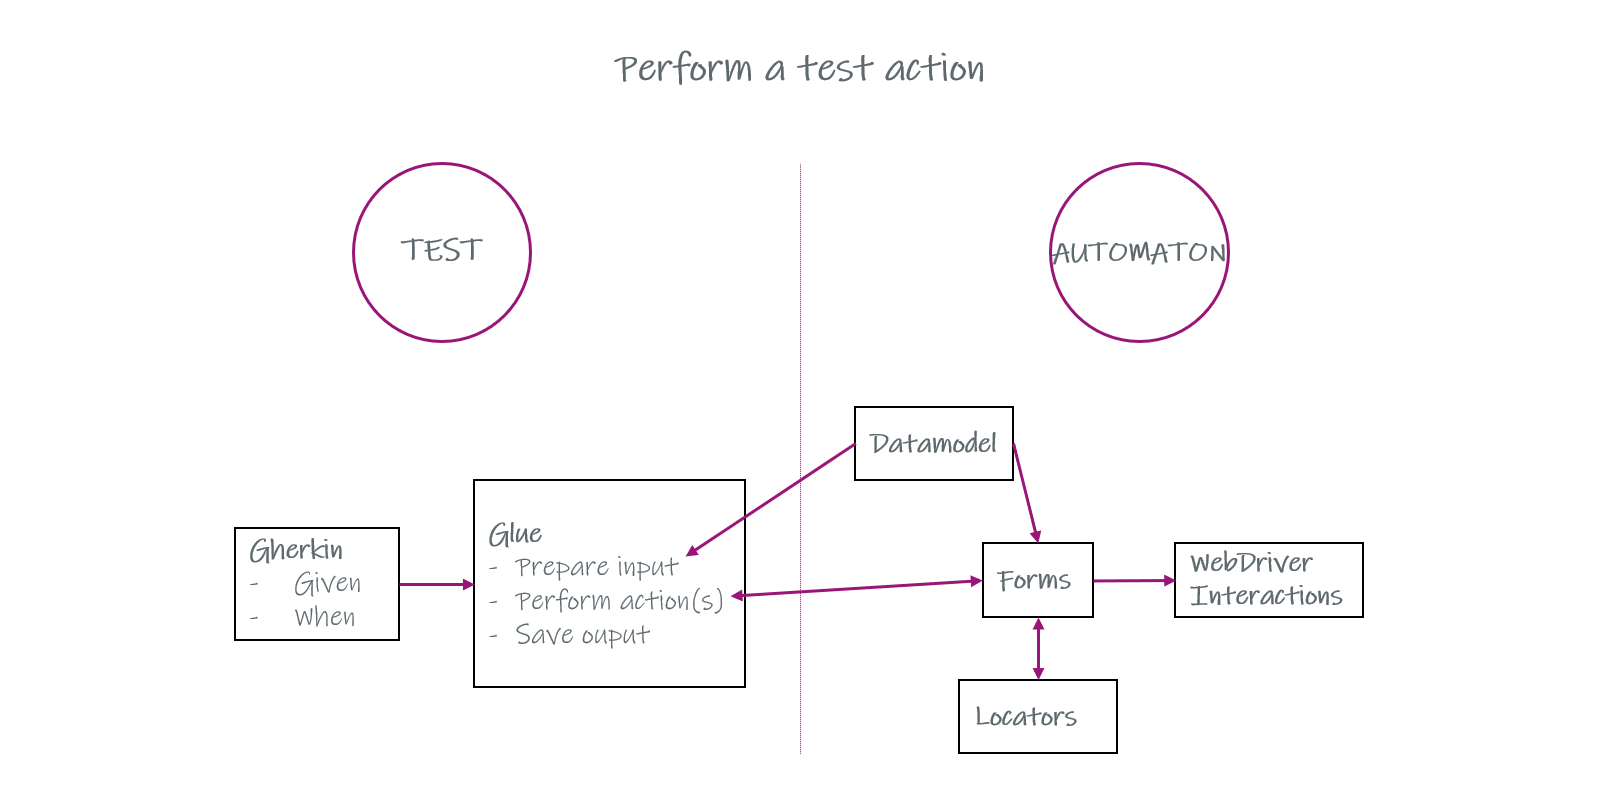 Perform a test action
TEST
AUTOMATON
Datamodel
Gherkin
- Given
- When
Glue
- Prepare input
- Perform action(s)
- Save ouput
Forms
WebDriver
Interactions
Locators